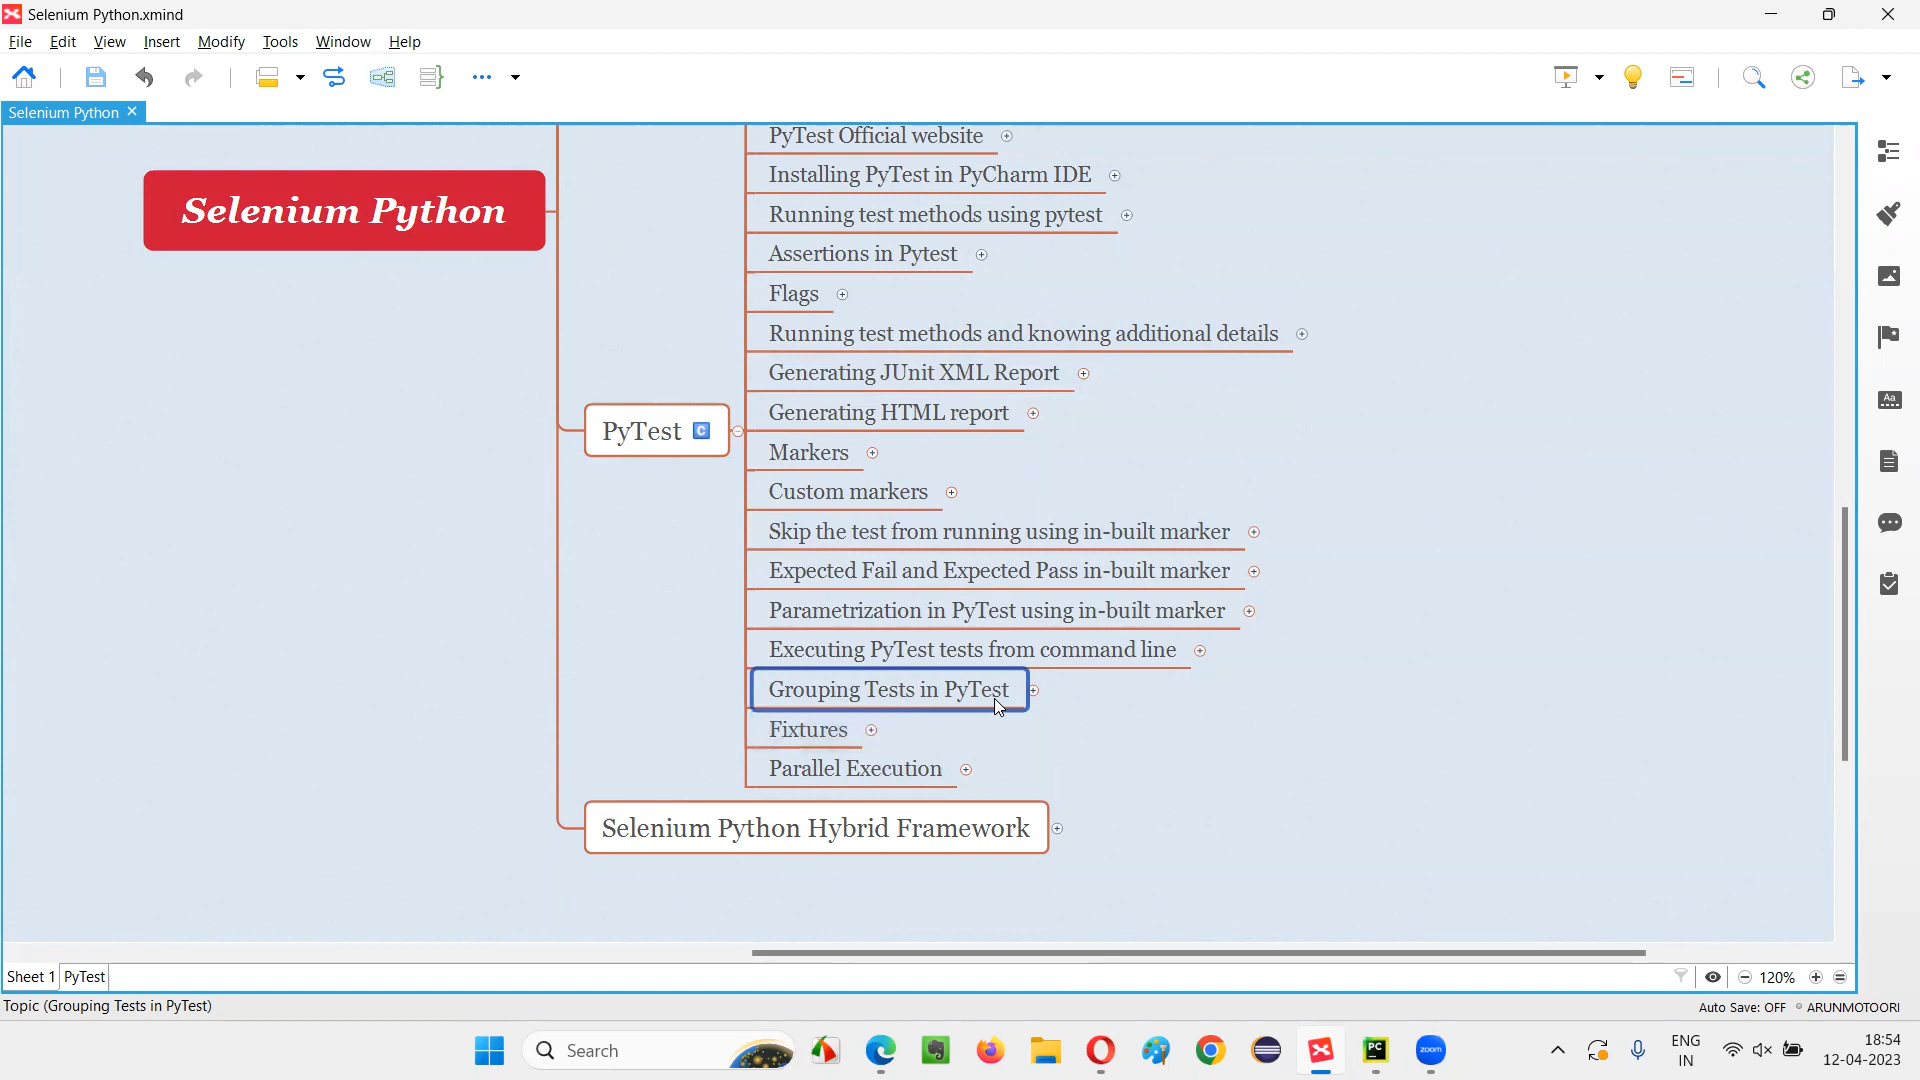 Selenium Python.xmind
File Edit View Insert Modify Tools Window Help
Selenium Python
PyTest Official website
Installing PyTest in PyCharm IDE
Selenium Python
Running test methods using pytest
Assertions in Pytest
Flags
Running test methods and knowing additional details
Generating JUnit XML Report
Generating HTML report
PyTest C
Markers
Custom markers
Skip the test from running using in-built marker
Expected Fail and Expected Pass in-built marker
Parametrization in PyTest using in-built marker
Executing PyTest tests from command line
Grouping Tests in PyTest
Fixtures
Parallel Execution
Selenium Python Hybrid Framework
Aa
Sheet 1 PyTest 120%
Topic (Grouping Tests in PyTest) Auto Save: OFF ARUNMOTOORI
Search PC zoom ENG 18:54
IN 12-04-2023